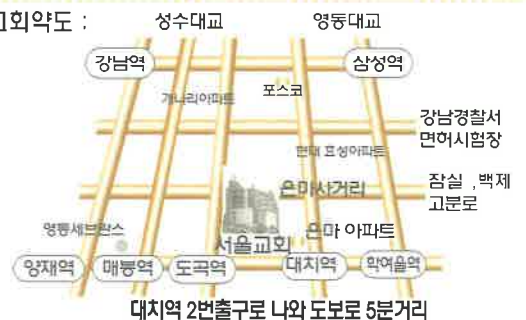 회약도 :
성수대교 영동대교
강남역 삼성역
포스코
개나리아파트
강남경찰서
면허시험장
현대 효성아파트
은마사거리
잠실 ,백제
고분로
영동세브란스
은마 아파트
서울교회
양재역 매봉역 도곡역 대치역 학여울역
대치역 2번출구로 나와 도보로 5분거리